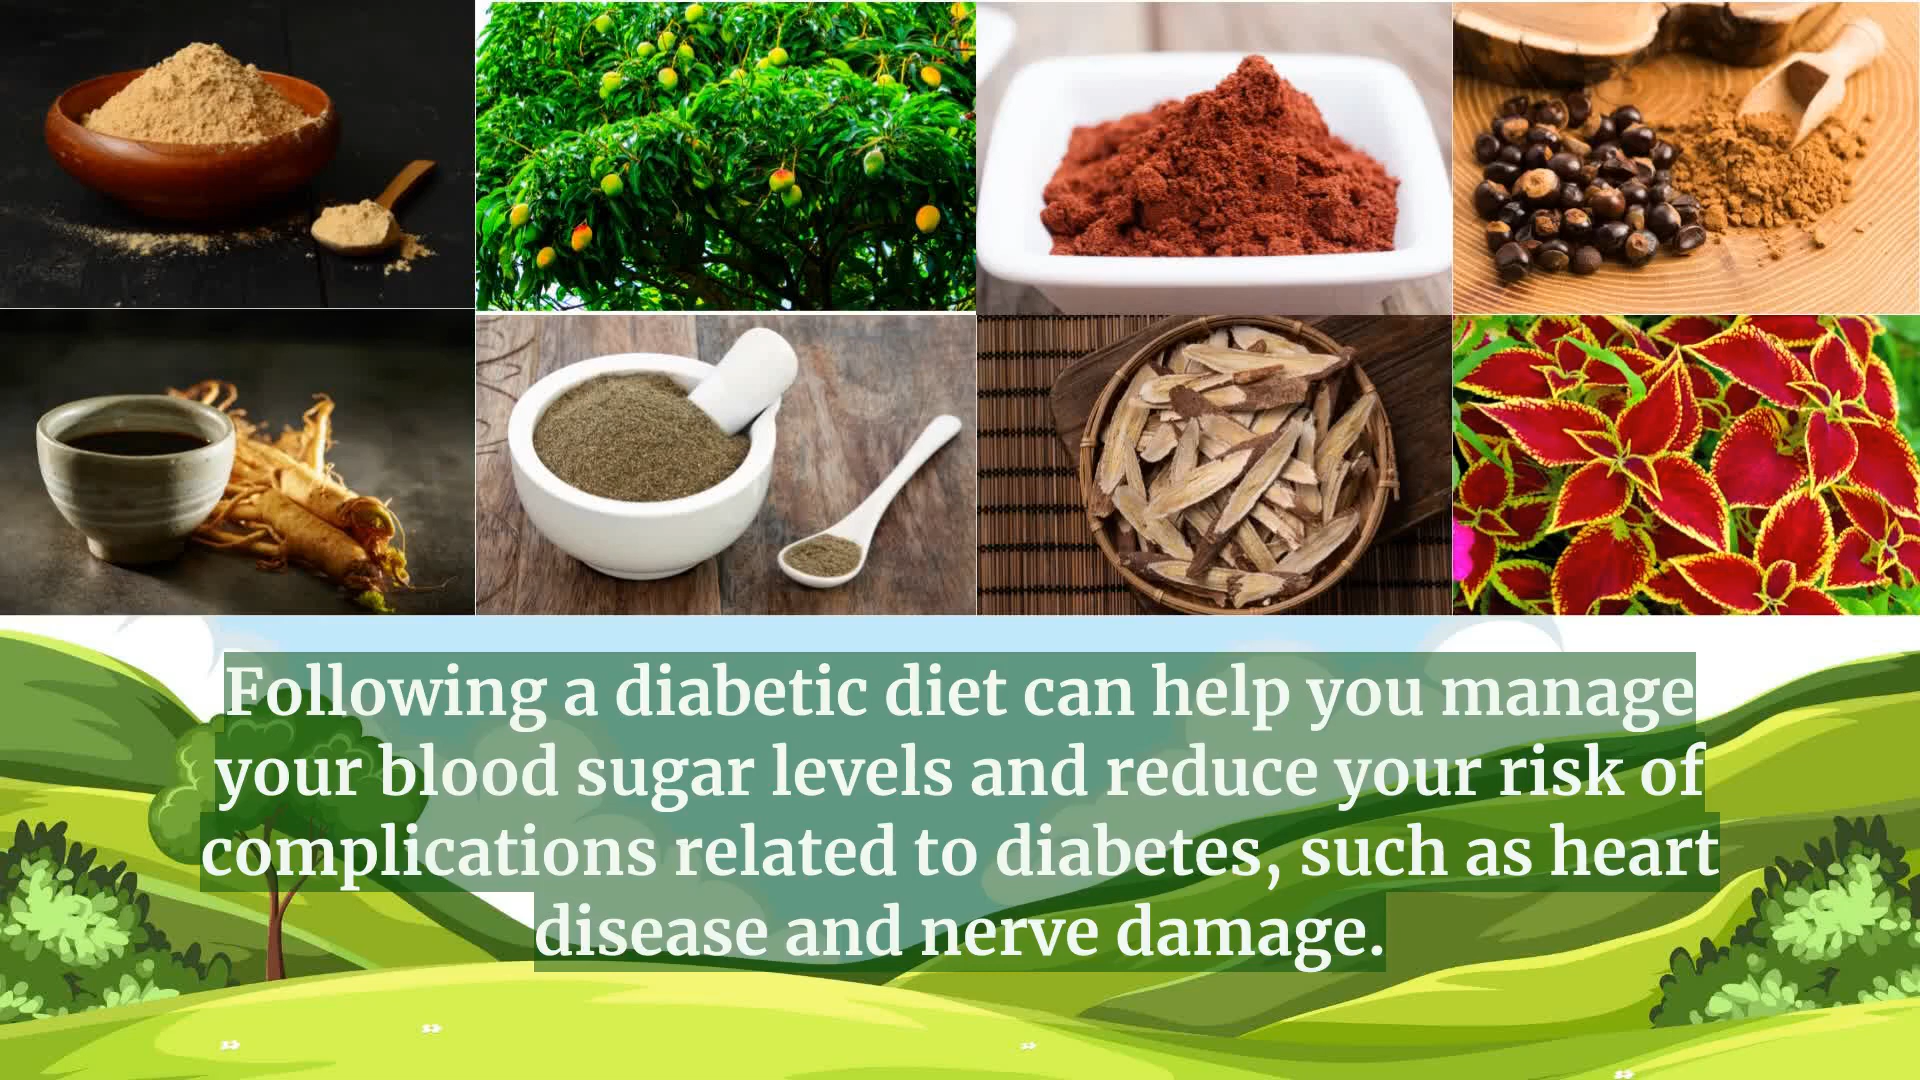 Following a diabetic diet can help you manage
your blood sugar levels and reduce your risk of
complications related to diabetes, such as heart
disease and nerve damage.